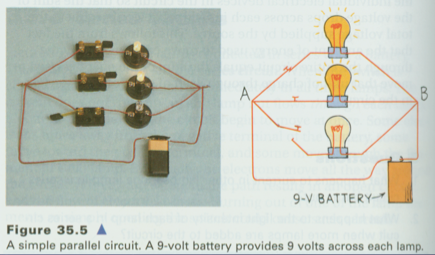 A
B
9-V BATTERY
Figure 35.5 ▲
A simple parallel circuit. A 9-volt battery provides 9 volts across each lamp.